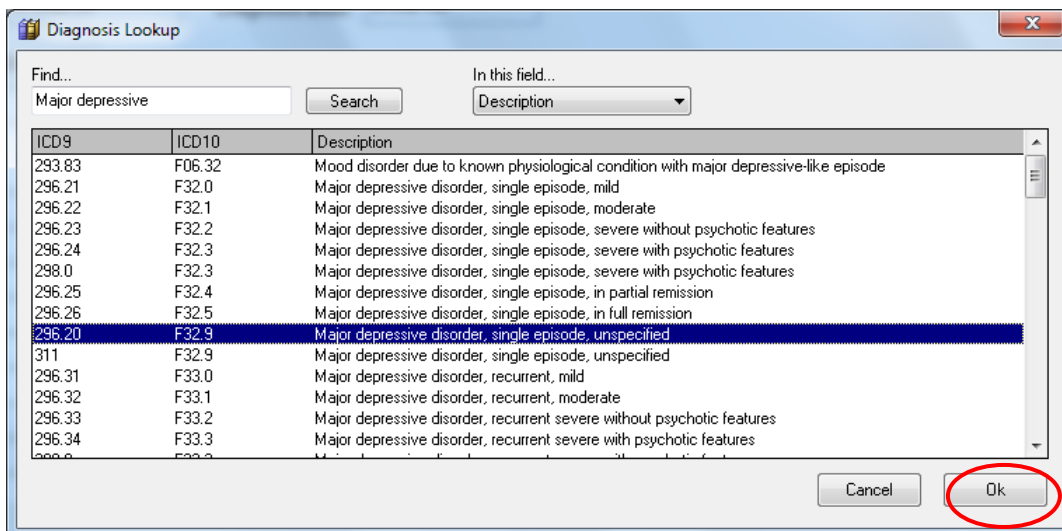 Diagnosis Lookup
Find...
In this field...
Major depressive
Search
Description
ICD9 ICD10 Description
293.83 F06.32 Mood disorder due to known physiological condition with major depressive-like episode
296.21 F32.0 Major depressive disorder, single episode, mild
296.22 F32.1 Major depressive disorder, single episode, moderate
296.23 F32.2 Major depressive disorder, single episode, severe without psychotic features
296.24 F32.3 Major depressive disorder, single episode, severe with psychotic features
298.0 F32.3 Major depressive disorder, single episode, severe with psychotic features
296.25 F32.4 Major depressive disorder, single episode, in partial remission
296.26 F32.5 Major depressive disorder, single episode, in full remission
296.20 F32.9 Major depressive disorder, single episode, unspecified
311 F32.9 Major depressive disorder, single episode, unspecified
296.31 F33.0 Major depressive disorder, recurrent, mild
296.32 F33.1 Major depressive disorder, recurrent, moderate
296.33 F33.2 Major depressive disorder, recurrent severe without psychotic features
296.34 F33.3 Major depressive disorder, recurrent severe with psychotic features
Cancel
Ok